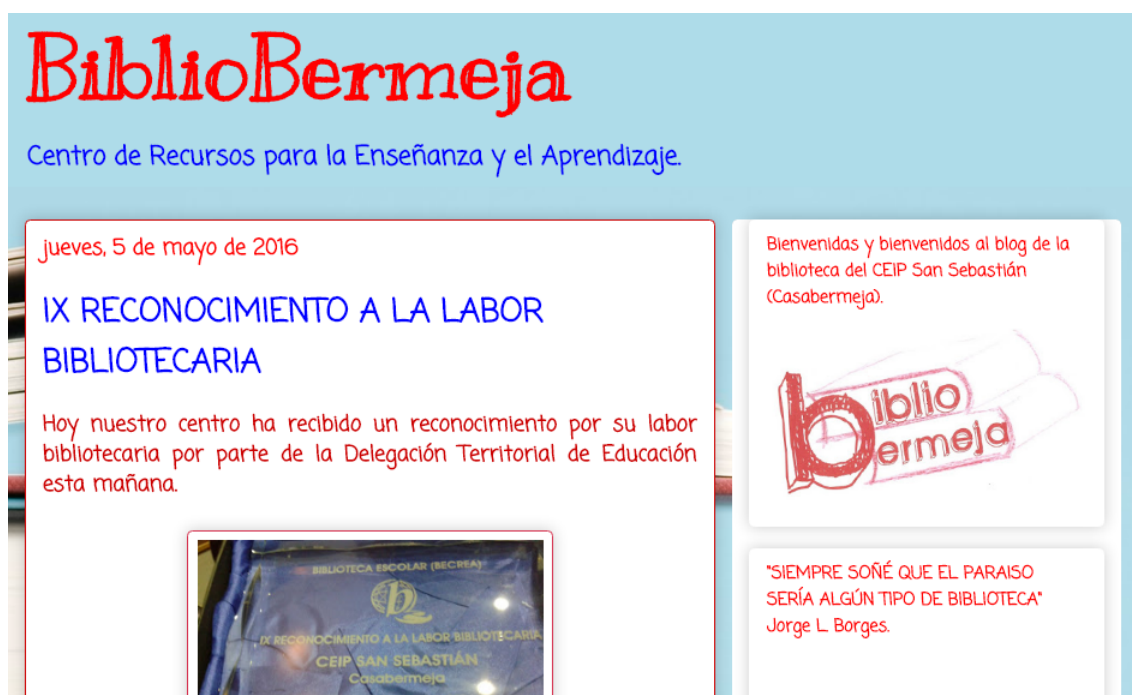 BiblioBermeja
Centro de Recursos para la Enseñanza y el Aprendizaje.
jueves, 5 de mayo de 2016
IX RECONOCIMIENTO A LA LABOR
BIBLIOTECARIA
Hoy nuestro centro ha recibido un reconocimiento por su labor
bibliotecaria por parte de la Delegación Territorial de Educación
esta mañana.
BIBLIOTECA ESCOLAR (BECREA)
b
IX RECONOCIMIENTO A LA LABOR BIBLIOTECARIA
CEIP SAN SEBASTIÁN
Casabermeja
Bienvenidas y bienvenidos al blog de la
biblioteca del CEIP San Sebastián
(Casabermeja).
biblio
bermeja
"SIEMPRE SOÑÉ QUE EL PARAISO
SERÍA ALGÚN TIPO DE BIBLIOTECA"
Jorge L. Borges.